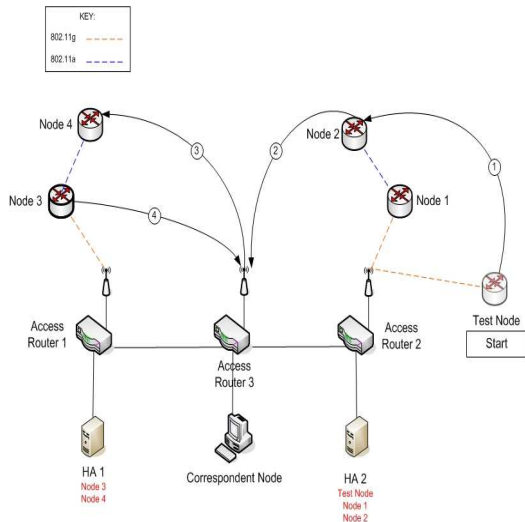 KEY:
802.11g
802.11a
Node 4
3
2
Node 2
1
Node 3
4
Node 1
Test Node
Start
Access
Router 1
Access
Router 3
Access
Router 2
HA 1
Node 3
Node 4
Correspondent Node
HA 2
Test Node
Node 1
Node 2